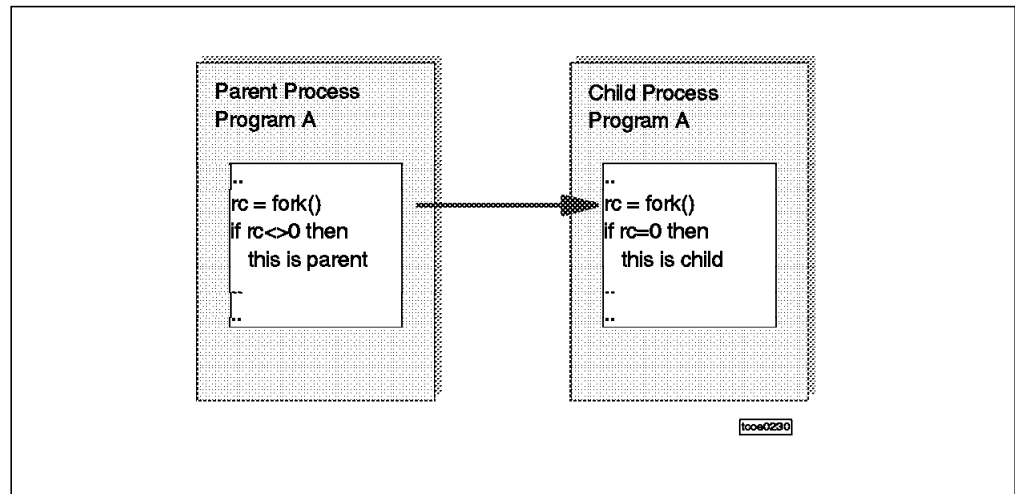 Parent Process
Program A
..
rc = fork()
if rc<>0 then
this is parent
..
..
Child Process
Program A
..
rc = fork()
if rc=0 then
this is child
..
..
tcoe0230